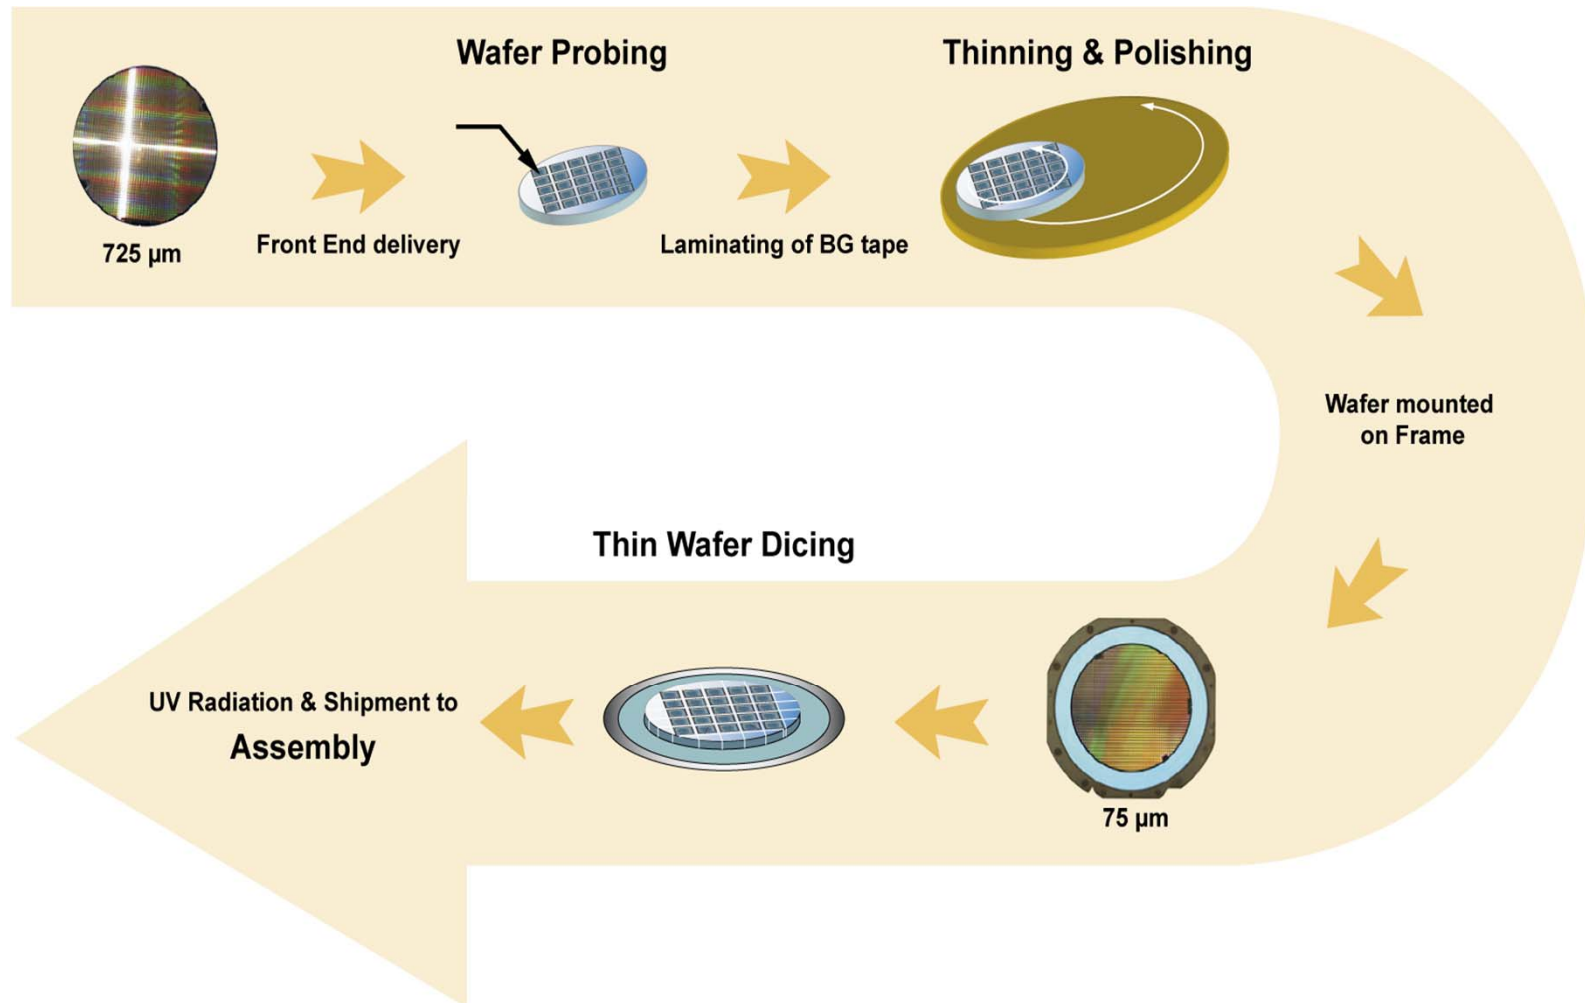 Wafer Probing
Thinning & Polishing
725 µm
Front End delivery
Laminating of BG tape
Wafer mounted
on Frame
75 µm
Thin Wafer Dicing
UV Radiation & Shipment to
Assembly